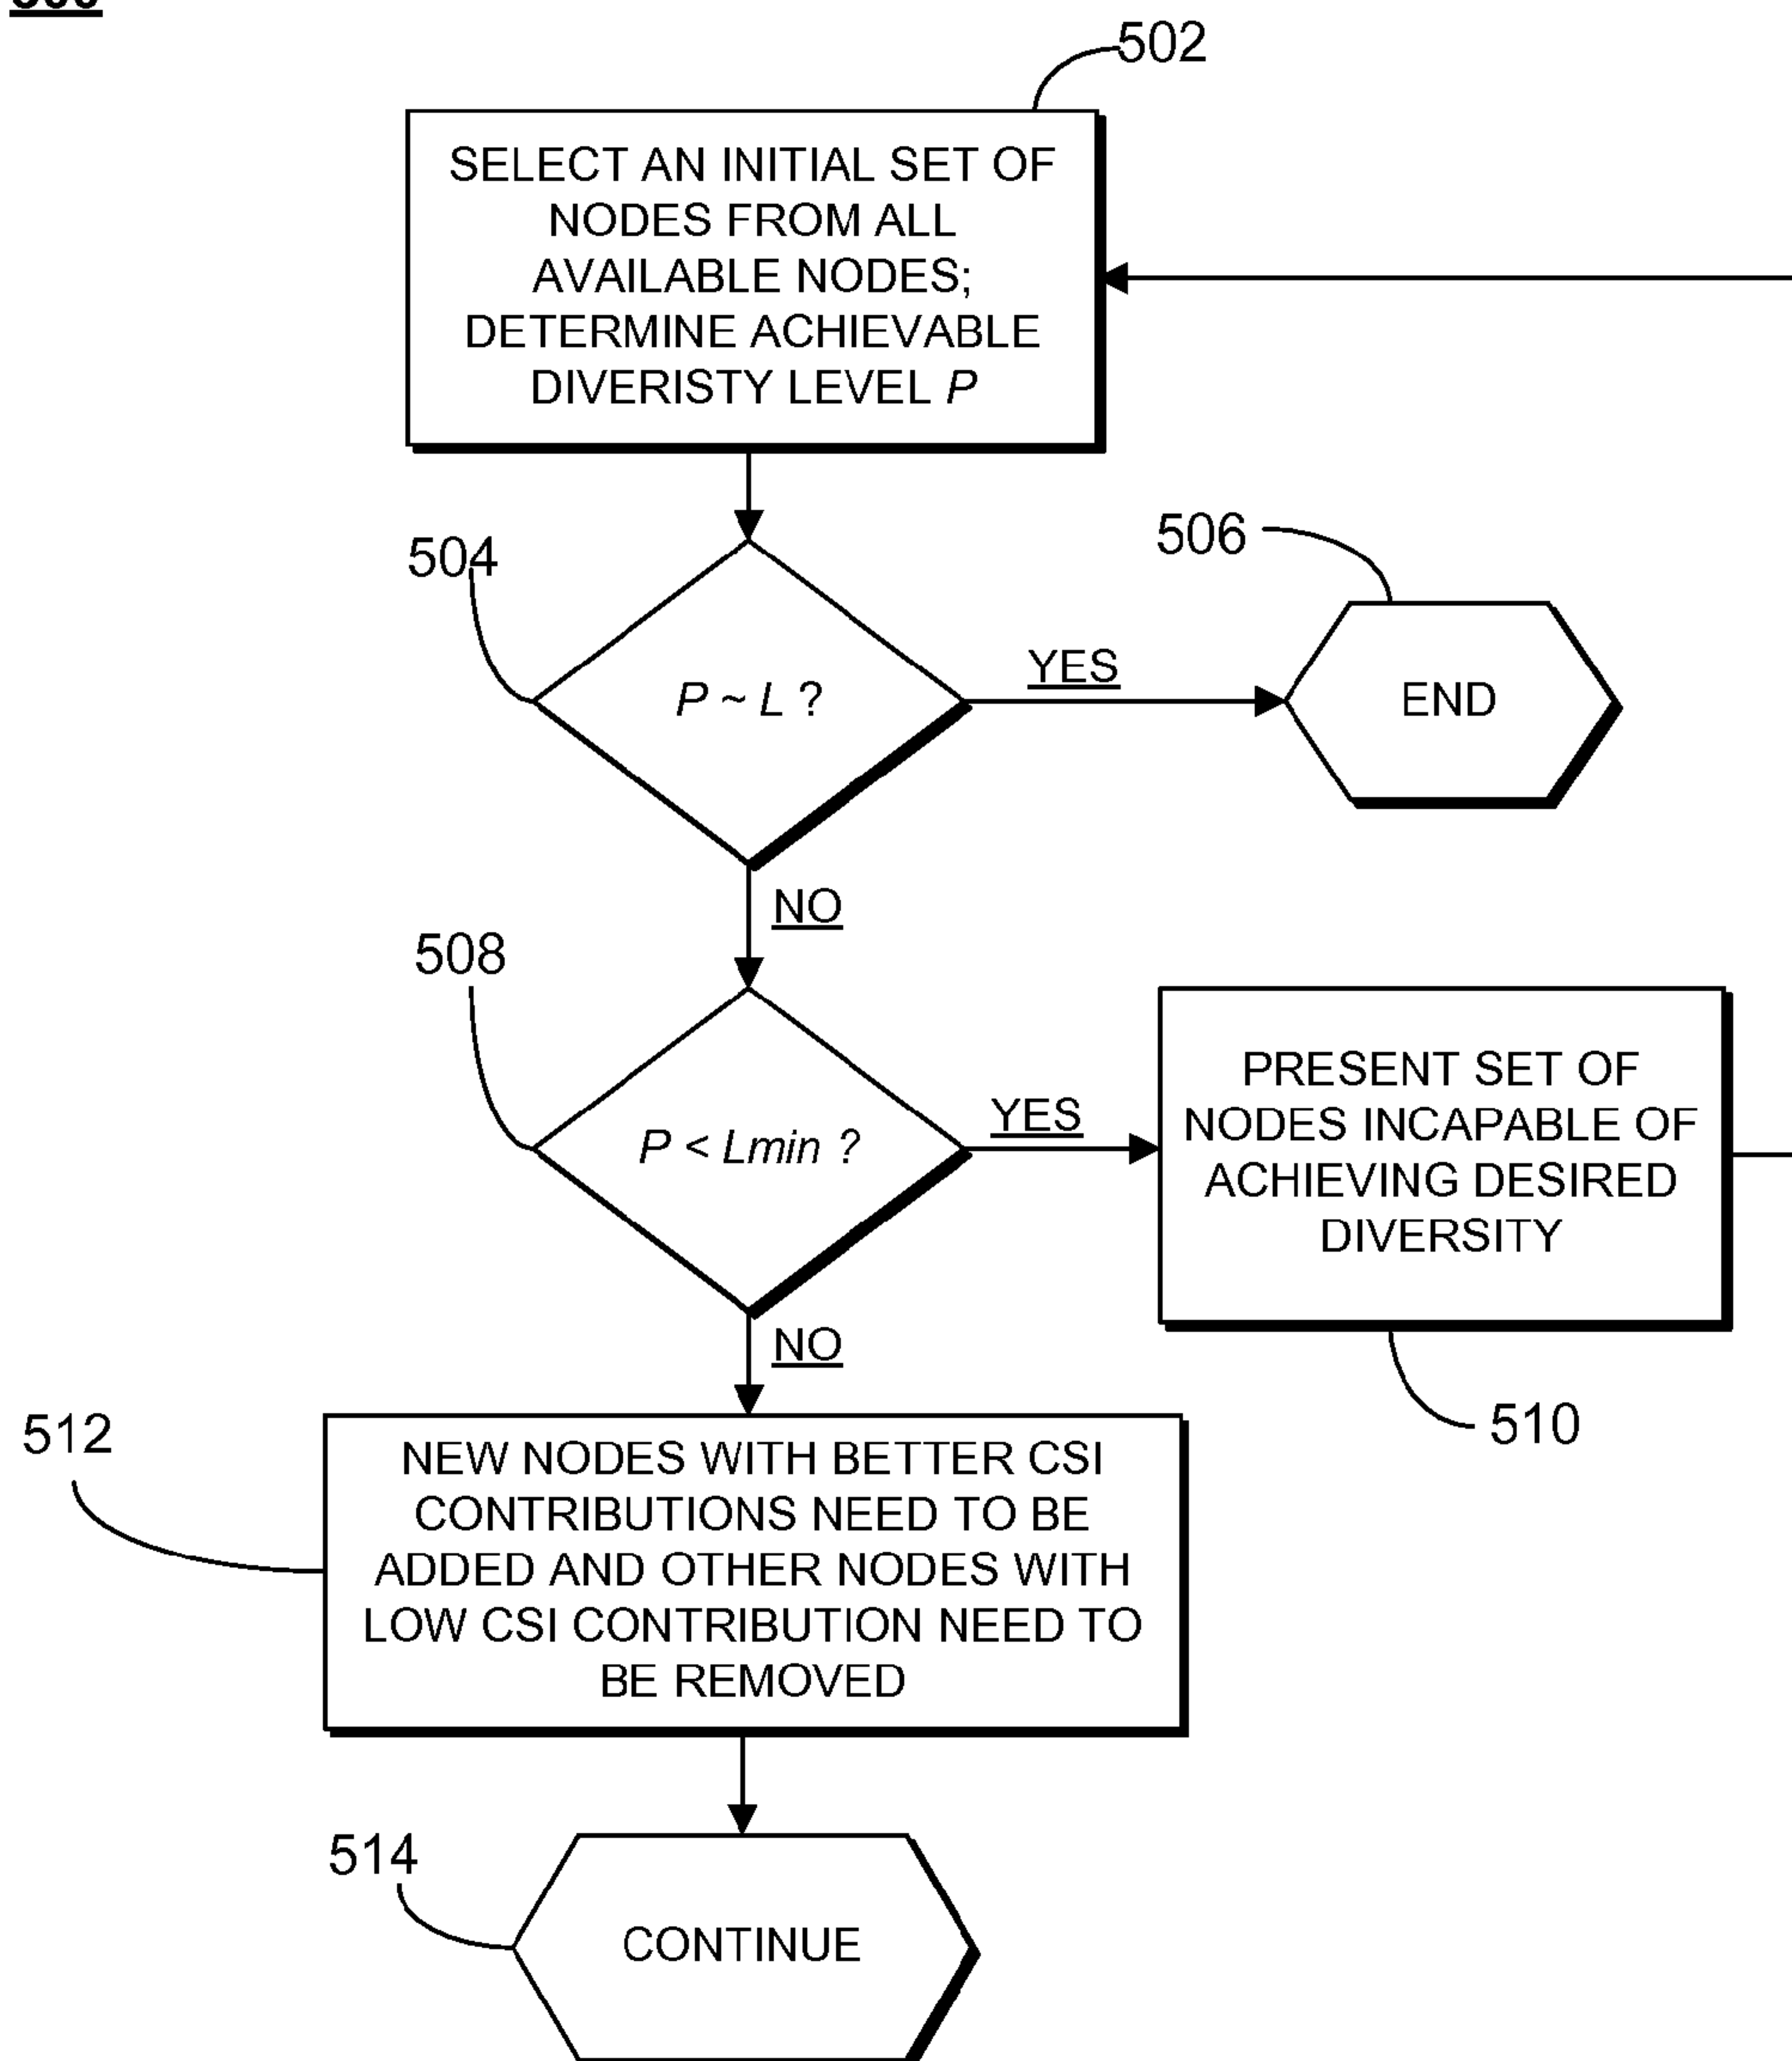 502
SELECT AN INITIAL SET OF
NODES FROM ALL
AVAILABLE NODES;
DETERMINE ACHIEVABLE
DIVERISTY LEVEL P
504
506
P ~ L ?
YES
END
NO
508
P < Lmin ?
YES
PRESENT SET OF
NODES INCAPABLE OF
ACHIEVING DESIRED
DIVERSITY
510
NO
512
NEW NODES WITH BETTER CSI
CONTRIBUTIONS NEED TO BE
ADDED AND OTHER NODES WITH
LOW CSI CONTRIBUTION NEED TO
BE REMOVED
514
CONTINUE